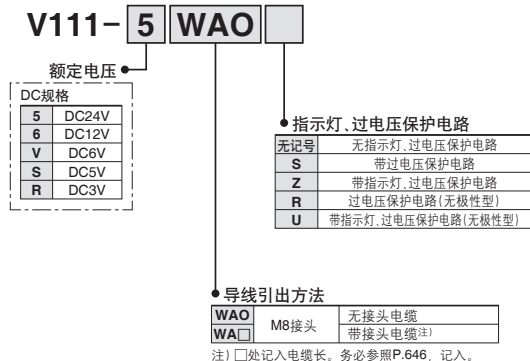 V111-5 WAO
额定电压
DC规格
5 DC24V
6 DC12V
V DC6V
S DC5V
R DC3V
指示灯、过电压保护电路
无记号 无指示灯、过电压保护电路
S 带过电压保护电路
Z 带指示灯、过电压保护电路
R 过电压保护电路(无极性型)
U 带指示灯、过电压保护电路(无极性型)
导线引出方法
WAO M8接头 无接头电缆
WA□ 带接头电缆注)
注) □处记入电缆长。务必参照P.646，记入。